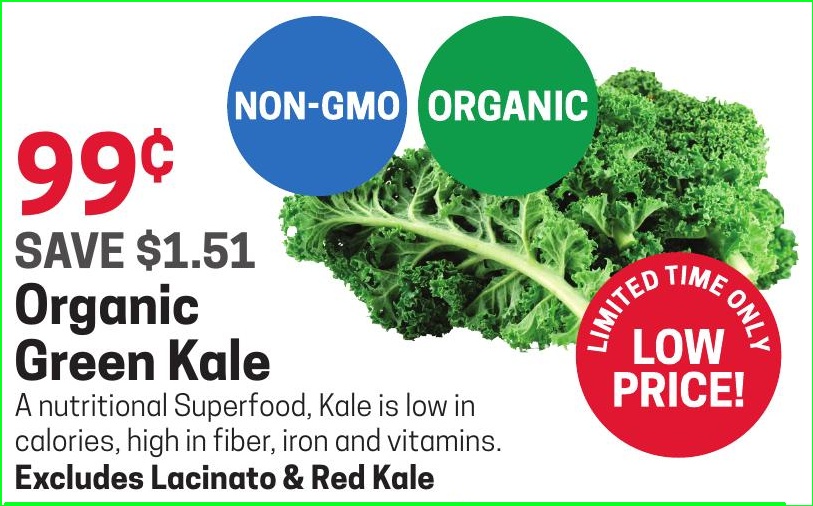 NON-GMO
ORGANIC
99¢
SAVE $1.51
Organic
Green Kale
A nutritional Superfood, Kale is low in
calories, high in fiber, iron and vitamins.
Excludes Lacinato & Red Kale
LIMITED TIME ONLY
LOW
PRICE!